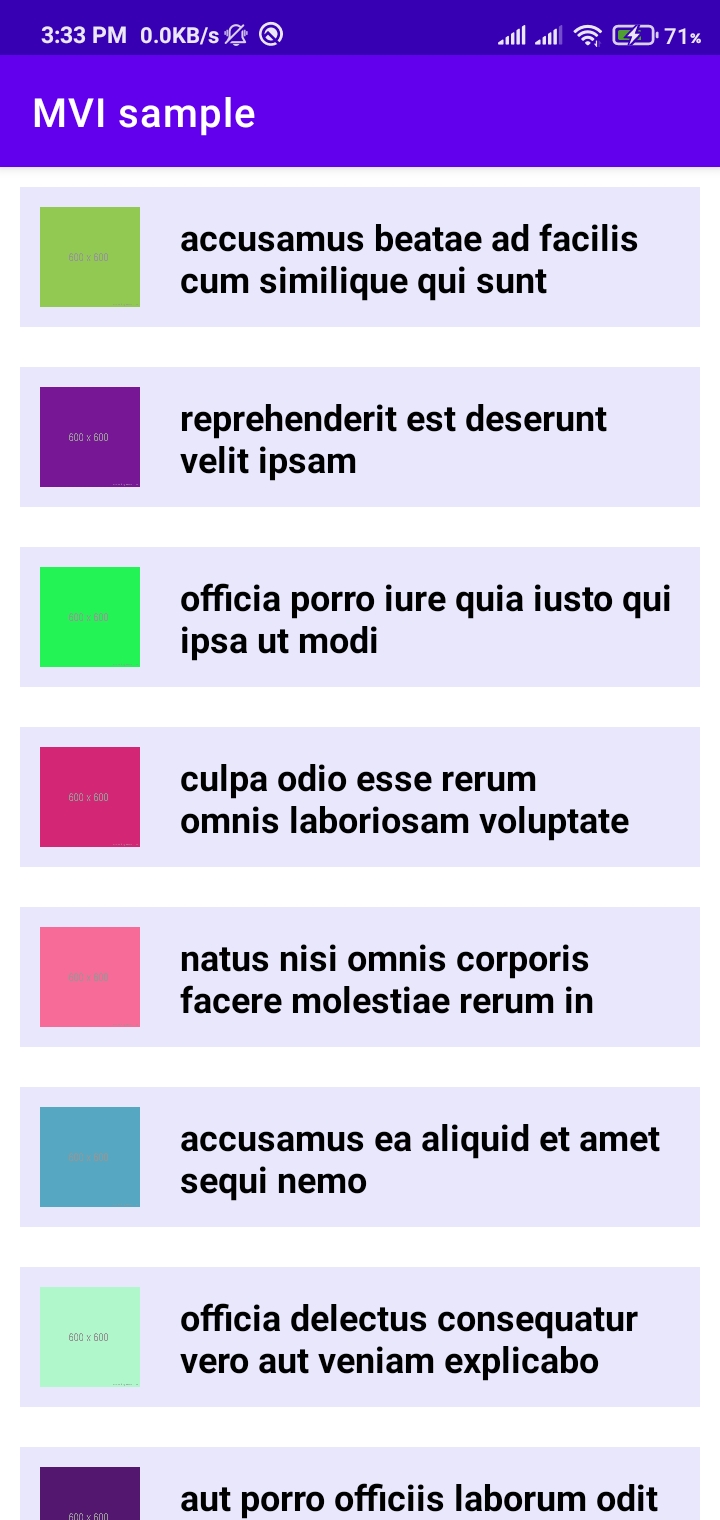 3:33 PM 0.0KB/s 71%
MVI sample
600 x 600
accusamus beatae ad facilis
cum similique qui sunt
600 x 600
reprehenderit est deserunt
velit ipsam
600 x 600
officia porro iure quia iusto qui
ipsa ut modi
600 x 600
culpa odio esse rerum
omnis laboriosam voluptate
natus nisi omnis corporis
facere molestiae rerum in
accusamus ea aliquid et amet
sequi nemo
600 x 600
officia delectus consequatur
vero aut veniam explicabo
600 x 600
aut porro officiis laborum odit